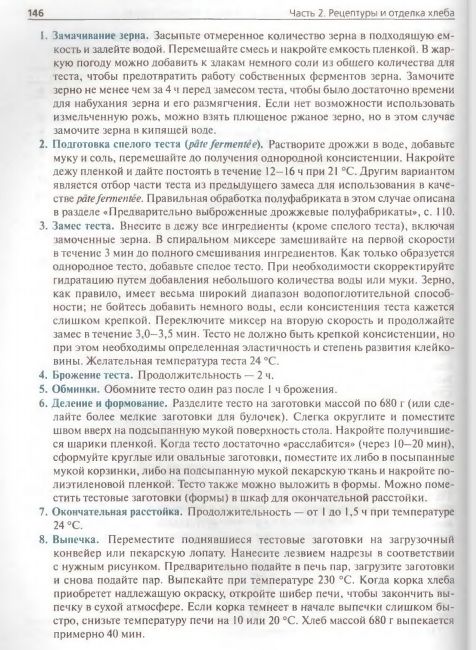 146 Часть 2. Рецептуры и отделка хлеба
1. Замачивание зерна. Засыпьте отмеренное количество зерна в подходящую ем-
кость и залейте водой. Перемешайте смесь и накройте емкость пленкой. В жар-
кую погоду можно добавить к злакам немного соли из общего количества для
теста, чтобы предотвратить работу собственных ферментов зерна. Замочите
зерно не менее чем за 4 ч перед замесом теста, чтобы было достаточно времени
для набухания зерна и его размягчения. Если нет возможности использовать
измельченную рожь, можно взять плющеное ржаное зерно, но в этом случае
замочите зерно в кипящей воде.
2. Подготовка спелого теста (pâte fermentée). Растворите дрожжи в воде, добавьте
муку и соль, перемешайте до получения однородной консистенции. Накройте
дежу пленкой и дайте постоять в течение 12–16 ч при 21 °C. Другим вариантом
является отбор части теста из предыдущего замеса для использования в каче-
стве pâte fermentée. Правильная обработка полуфабриката в этом случае описана
в разделе «Предварительно выброженные дрожжевые полуфабрикаты», с. 110.
3. Замес теста. Внесите в дежу все ингредиенты (кроме спелого теста), включая
замоченные зерна. В спиральном миксере замешивайте на первой скорости
в течение 3 мин до полного смешивания ингредиентов. Как только образуется
однородное тесто, добавьте спелое тесто. При необходимости скорректируйте
гидратацию путем добавления небольшого количества воды или муки. Зерно,
как правило, имеет весьма широкий диапазон водопоглотительной способ-
ности; не бойтесь добавить немного воды, если консистенция теста кажется
слишком крепкой. Переключите миксер на вторую скорость и продолжайте
замес в течение 3,0–3,5 мин. Тесто не должно быть крепкой консистенции, но
при этом необходимы определенная эластичность и степень развития клейко-
вины. Желательная температура теста 24 °C.
4. Брожение теста. Продолжительность — 2 ч.
5. Обминки. Обомните тесто один раз после 1 ч брожения.
6. Деление и формование. Разделите тесто на заготовки массой по 680 г (или сде-
лайте более мелкие заготовки для булочек). Слегка округлите и поместите
швом вверх на подсыпанную муку поверхность стола. Накройте получившие-
ся шарики пленкой. Когда тесто достаточно «расслабится» (через 10–20 мин),
сформуйте круглые или овальные заготовки, поместите их либо в посыпанные
мукой корзинки, либо на подсыпанную мукой пекарскую ткань и накройте по-
лиэтиленовой пленкой. Тесто также можно выложить в формы. Можно поме-
стить тестовые заготовки (формы) в шкаф для окончательной расстойки.
7. Окончательная расстойка. Продолжительность — от 1 до 1,5 ч при температуре
24 °C.
8. Выпечка. Переместите поднявшиеся тестовые заготовки на загрузочный
конвейер или пекарскую лопату. Нанесите лезвием надрезы в соответствии
с нужным рисунком. Предварительно подайте в печь пар, загрузите заготовки
и снова подайте пар. Выпекайте при температуре 230 °C. Когда корка хлеба
приобретет надлежащую окраску, откройте шибер печи, чтобы закончить вы-
печку в сухой атмосфере. Если корка темнеет в начале выпечки слишком бы-
стро, снизьте температуру печи на 10 или 20 °C. Хлеб массой 680 г выпекается
примерно 40 мин.